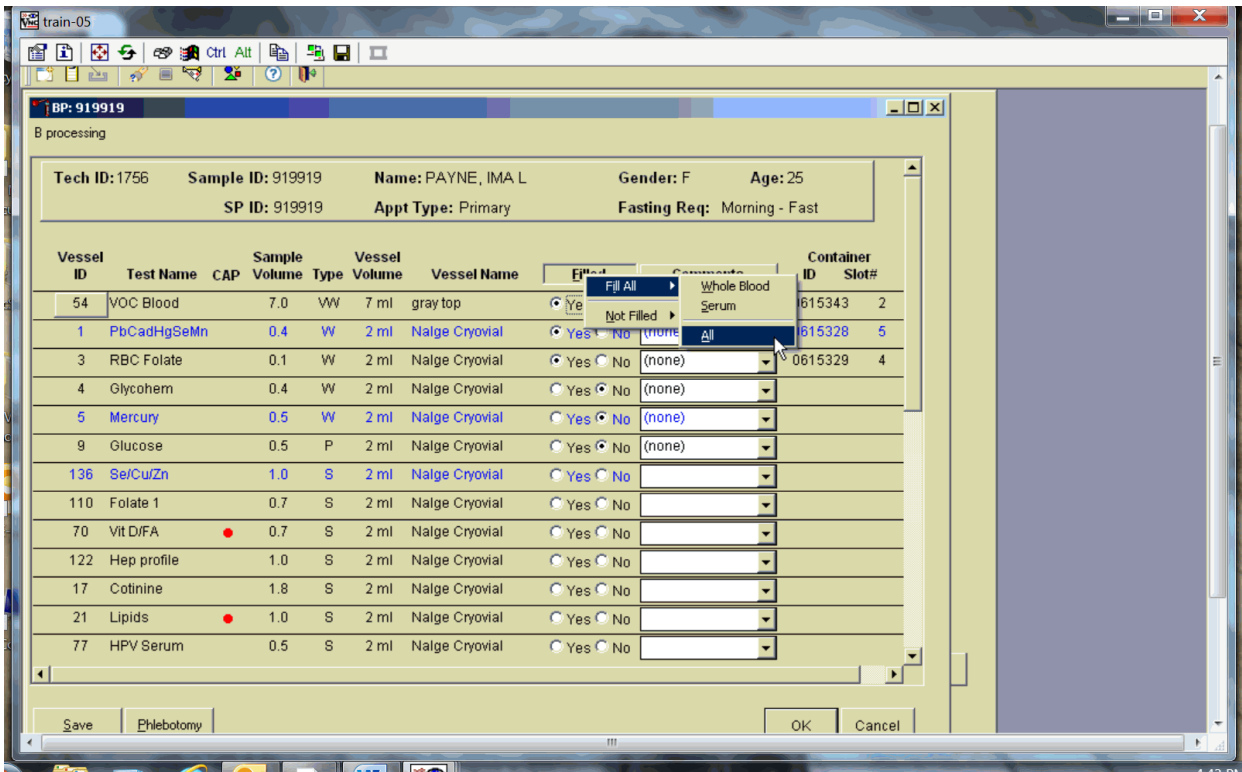 train-05
Ctrl Alt
BP: 919919
B processing
Tech ID: 1756 Sample ID: 919919 Name: PAYNE, IMA L Gender: F Age: 25
SP ID: 919919 Appt Type: Primary Fasting Req: Morning - Fast
Vessel Sample Vessel Container
ID Test Name CAP Volume Type Volume Vessel Name Filled Comments ID Slot#
54 VOC Blood 7.0 VW 7 ml gray top Ye 0615343 2
1 PbCadHgSeMn 0.4 W 2 ml Nalge Cryovial Yes No (none) 0615328 5
3 RBC Folate 0.1 W 2 ml Nalge Cryovial Yes No (none) 0615329 4
4 Glycohem 0.4 W 2 ml Nalge Cryovial Yes No (none)
5 Mercury 0.5 W 2 ml Nalge Cryovial Yes No (none)
9 Glucose 0.5 P 2 ml Nalge Cryovial Yes No (none)
136 Se/Cu/Zn 1.0 S 2 ml Nalge Cryovial Yes No
110 Folate 1 0.7 S 2 ml Nalge Cryovial Yes No
70 Vit D/FA 0.7 S 2 ml Nalge Cryovial Yes No
122 Hep profile 1.0 S 2 ml Nalge Cryovial Yes No
17 Cotinine 1.8 S 2 ml Nalge Cryovial Yes No
21 Lipids 1.0 S 2 ml Nalge Cryovial Yes No
77 HPV Serum 0.5 S 2 ml Nalge Cryovial Yes No
Fill All
Not Filled
Whole Blood
Serum
All
Save Phlebotomy OK Cancel